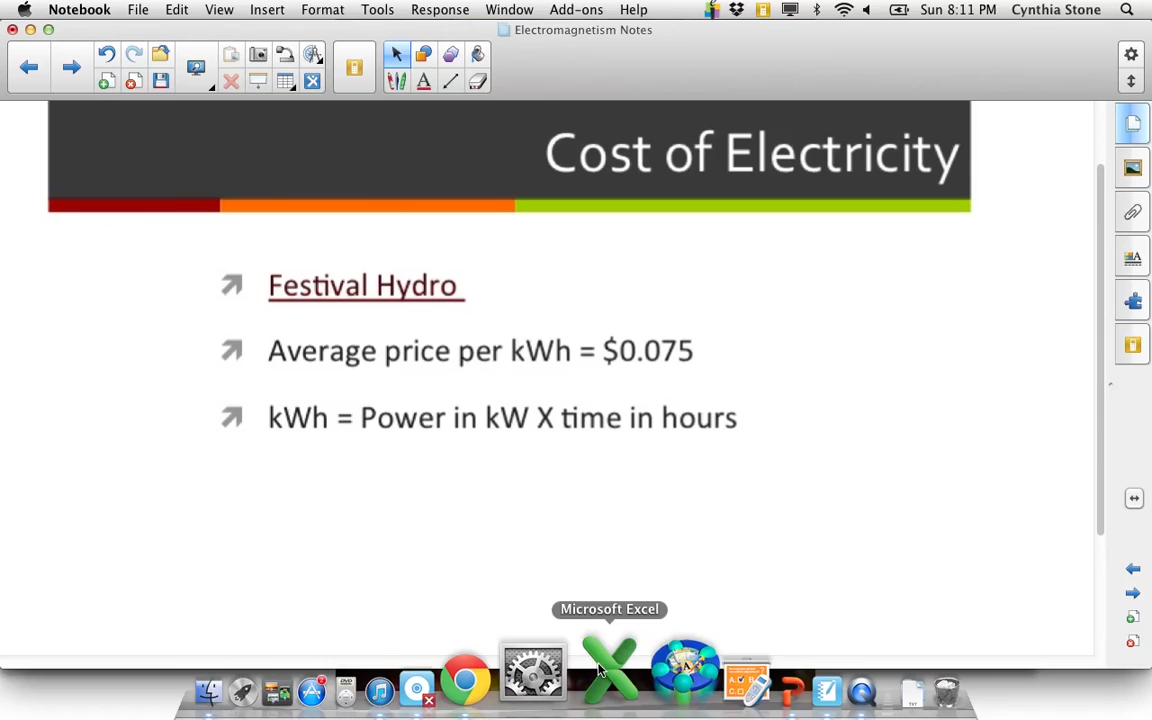 Notebook File Edit View Insert Format Tools Response Window Add-ons Help Sun 8:11 PM Cynthia Stone
Electromagnetism Notes
Cost of Electricity
Festival Hydro
Average price per kWh = $0.075
kWh = Power in kW X time in hours
Microsoft Excel